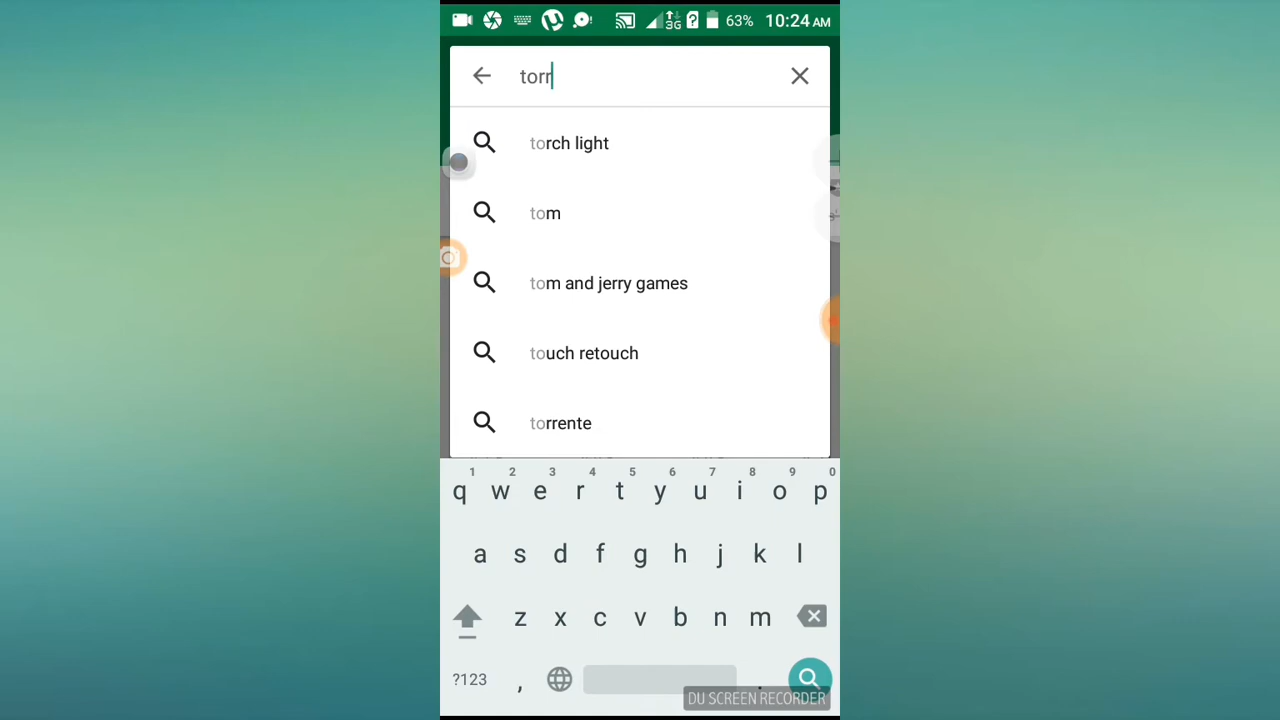 3G 63% 10:24 AM
torr
torch light
tom
tom and jerry games
touch retouch
torrente
1 2 3 4 5 6 7 8 9 0
q w e r t y u i o p
a s d f g h j k l
z x c v b n m
?123 , .
DU SCREEN RECORDER